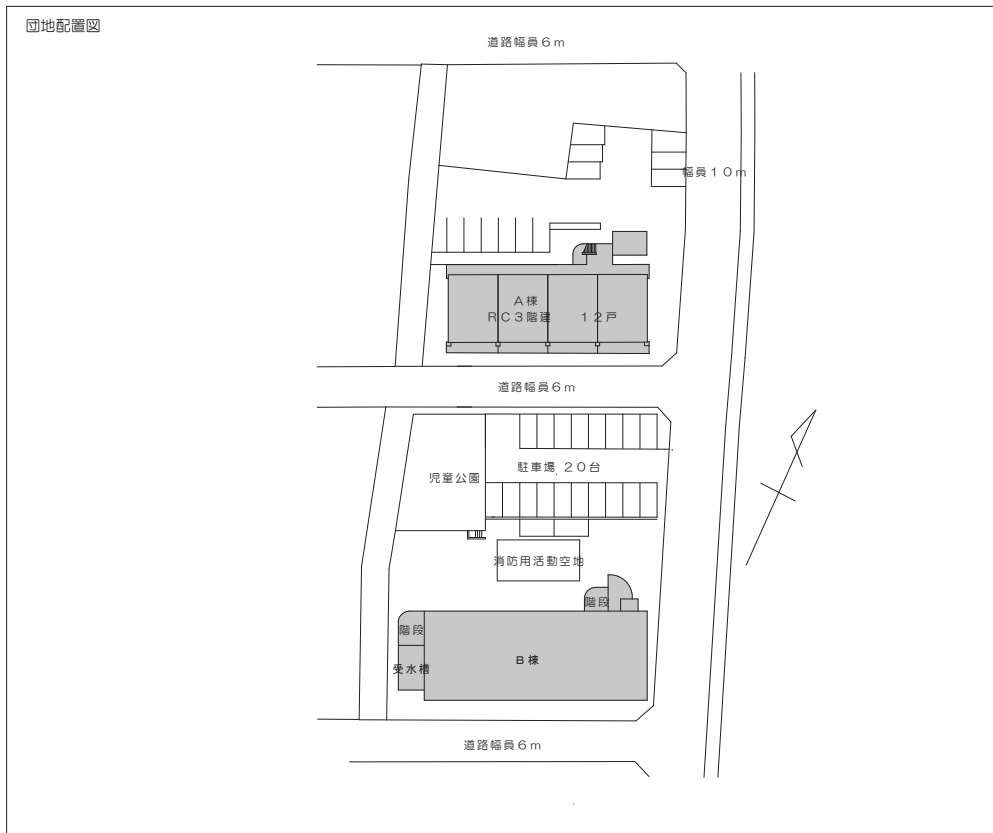 団地配置図
道路幅員6m
幅員10m
A棟
RC3階建 12戸
道路幅員6m
駐車場 20台
児童公園
消防用活動空地
階段
階段
B棟
受水槽
道路幅員6m